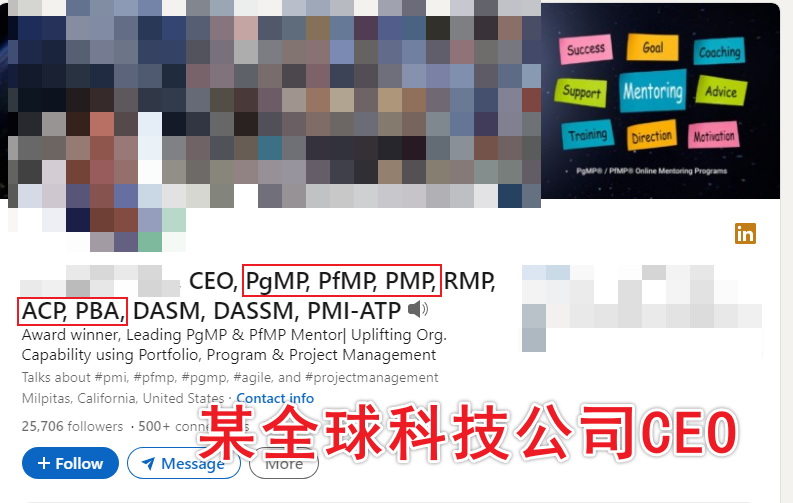 Success
Goal
Coaching
Support
Mentoring
Advice
Training
Direction
Motivation
PgMP® / PfMP® Online Mentoring Programs
in
CEO, PgMP, PfMP, PMP, RMP,
ACP, PBA, DASM, DASSM, PMI-ATP
Award winner, Leading PgMP & PfMP Mentor| Uplifting Org.
Capability using Portfolio, Program & Project Management
Talks about #pmi, #pfmp, #pgmp, #agile, and #projectmanagement
Milpitas, California, United States · Contact info
25,706 followers · 500+
某全球科技公司CEO
+ Follow
Message
More